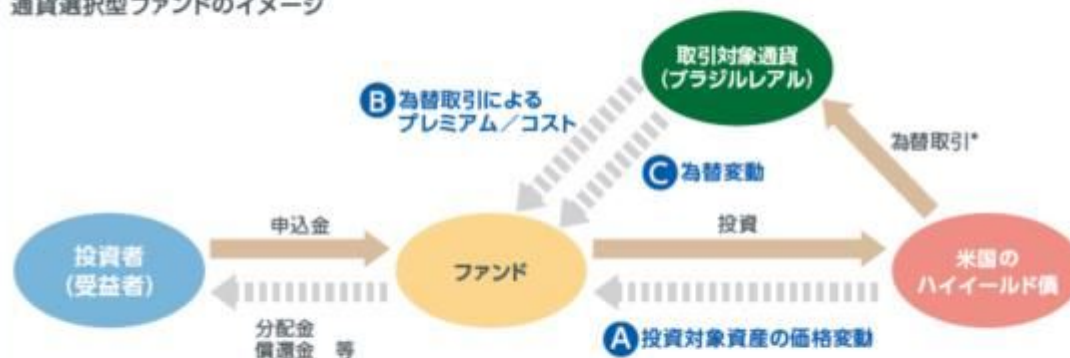 通貨選択型ファンドのイメージ
取引対象通貨
(ブラジルレアル)
B 為替取引による
プレミアム／コスト
為替取引*
C 為替変動
申込金
投資
投資者
(受益者)
ファンド
米国の
ハイイールド債
分配金
償還金 等
A 投資対象資産の価格変動